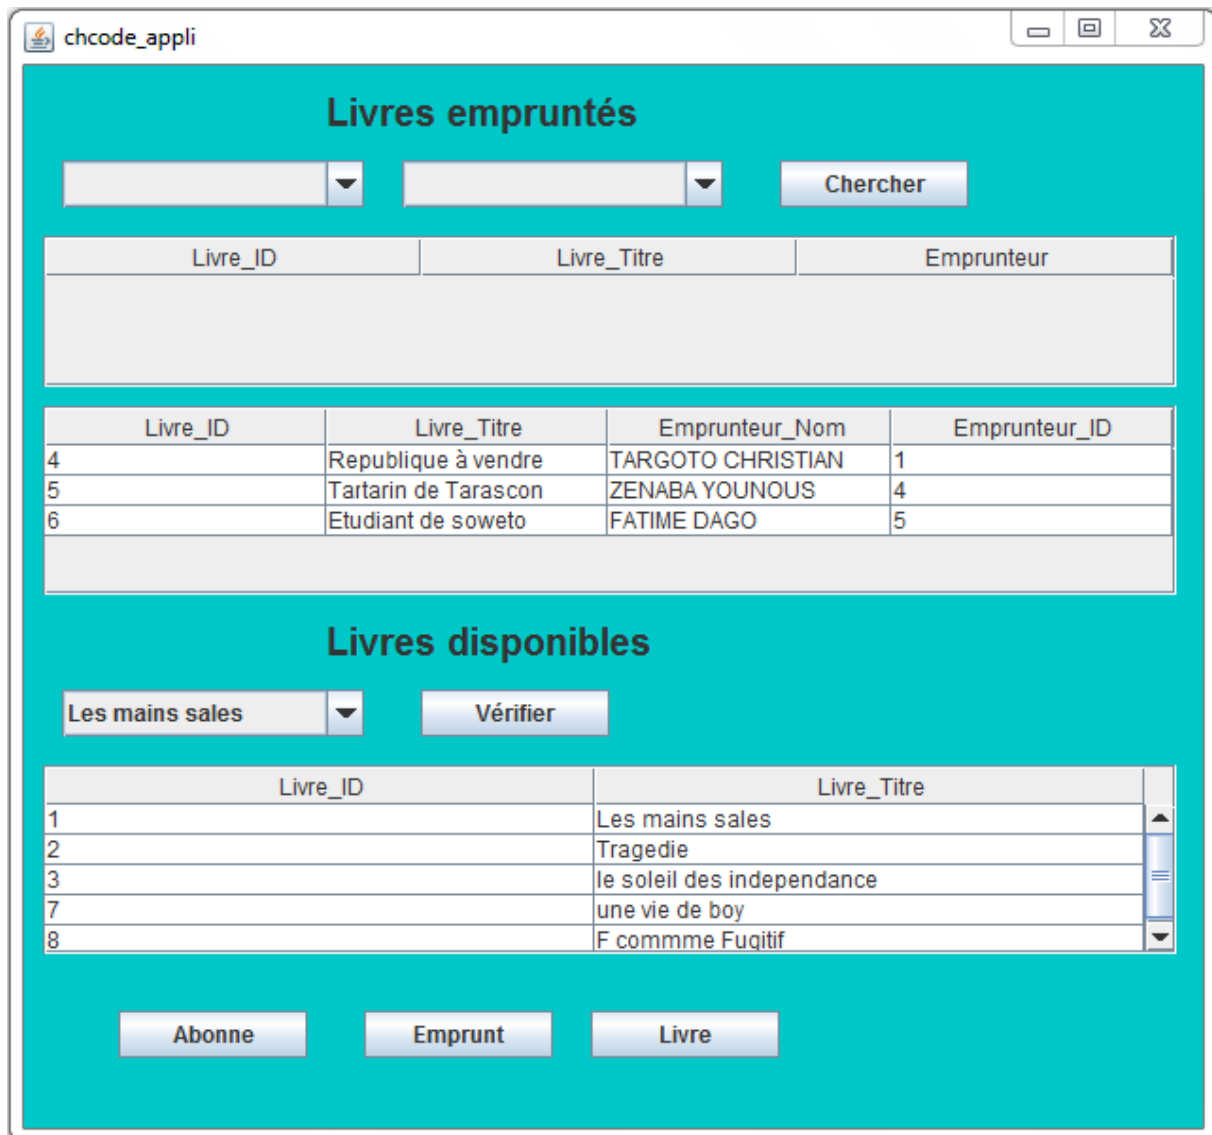 chcode_appli
Livres empruntés
Chercher
Livre_ID Livre_Titre Emprunteur
Livre_ID Livre_Titre Emprunteur_Nom Emprunteur_ID
4 Republique à vendre TARGOTO CHRISTIAN 1
5 Tartarin de Tarascon ZENABA YOUNOUS 4
6 Etudiant de soweto FATIME DAGO 5
Livres disponibles
Les mains sales Vérifier
Livre_ID Livre_Titre
1 Les mains sales
2 Tragedie
3 le soleil des independance
7 une vie de boy
8 F commme Fugitif
Abonne Emprunt Livre